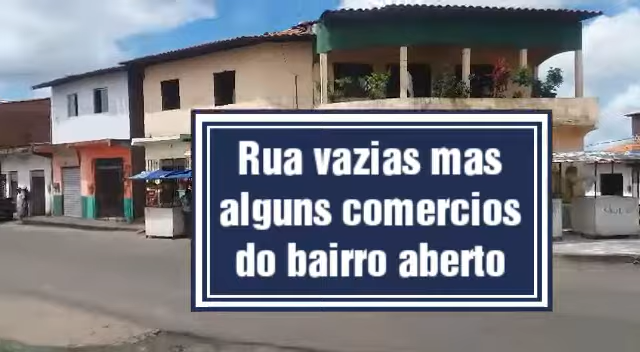 Rua vazias mas
alguns comercios
do bairro aberto